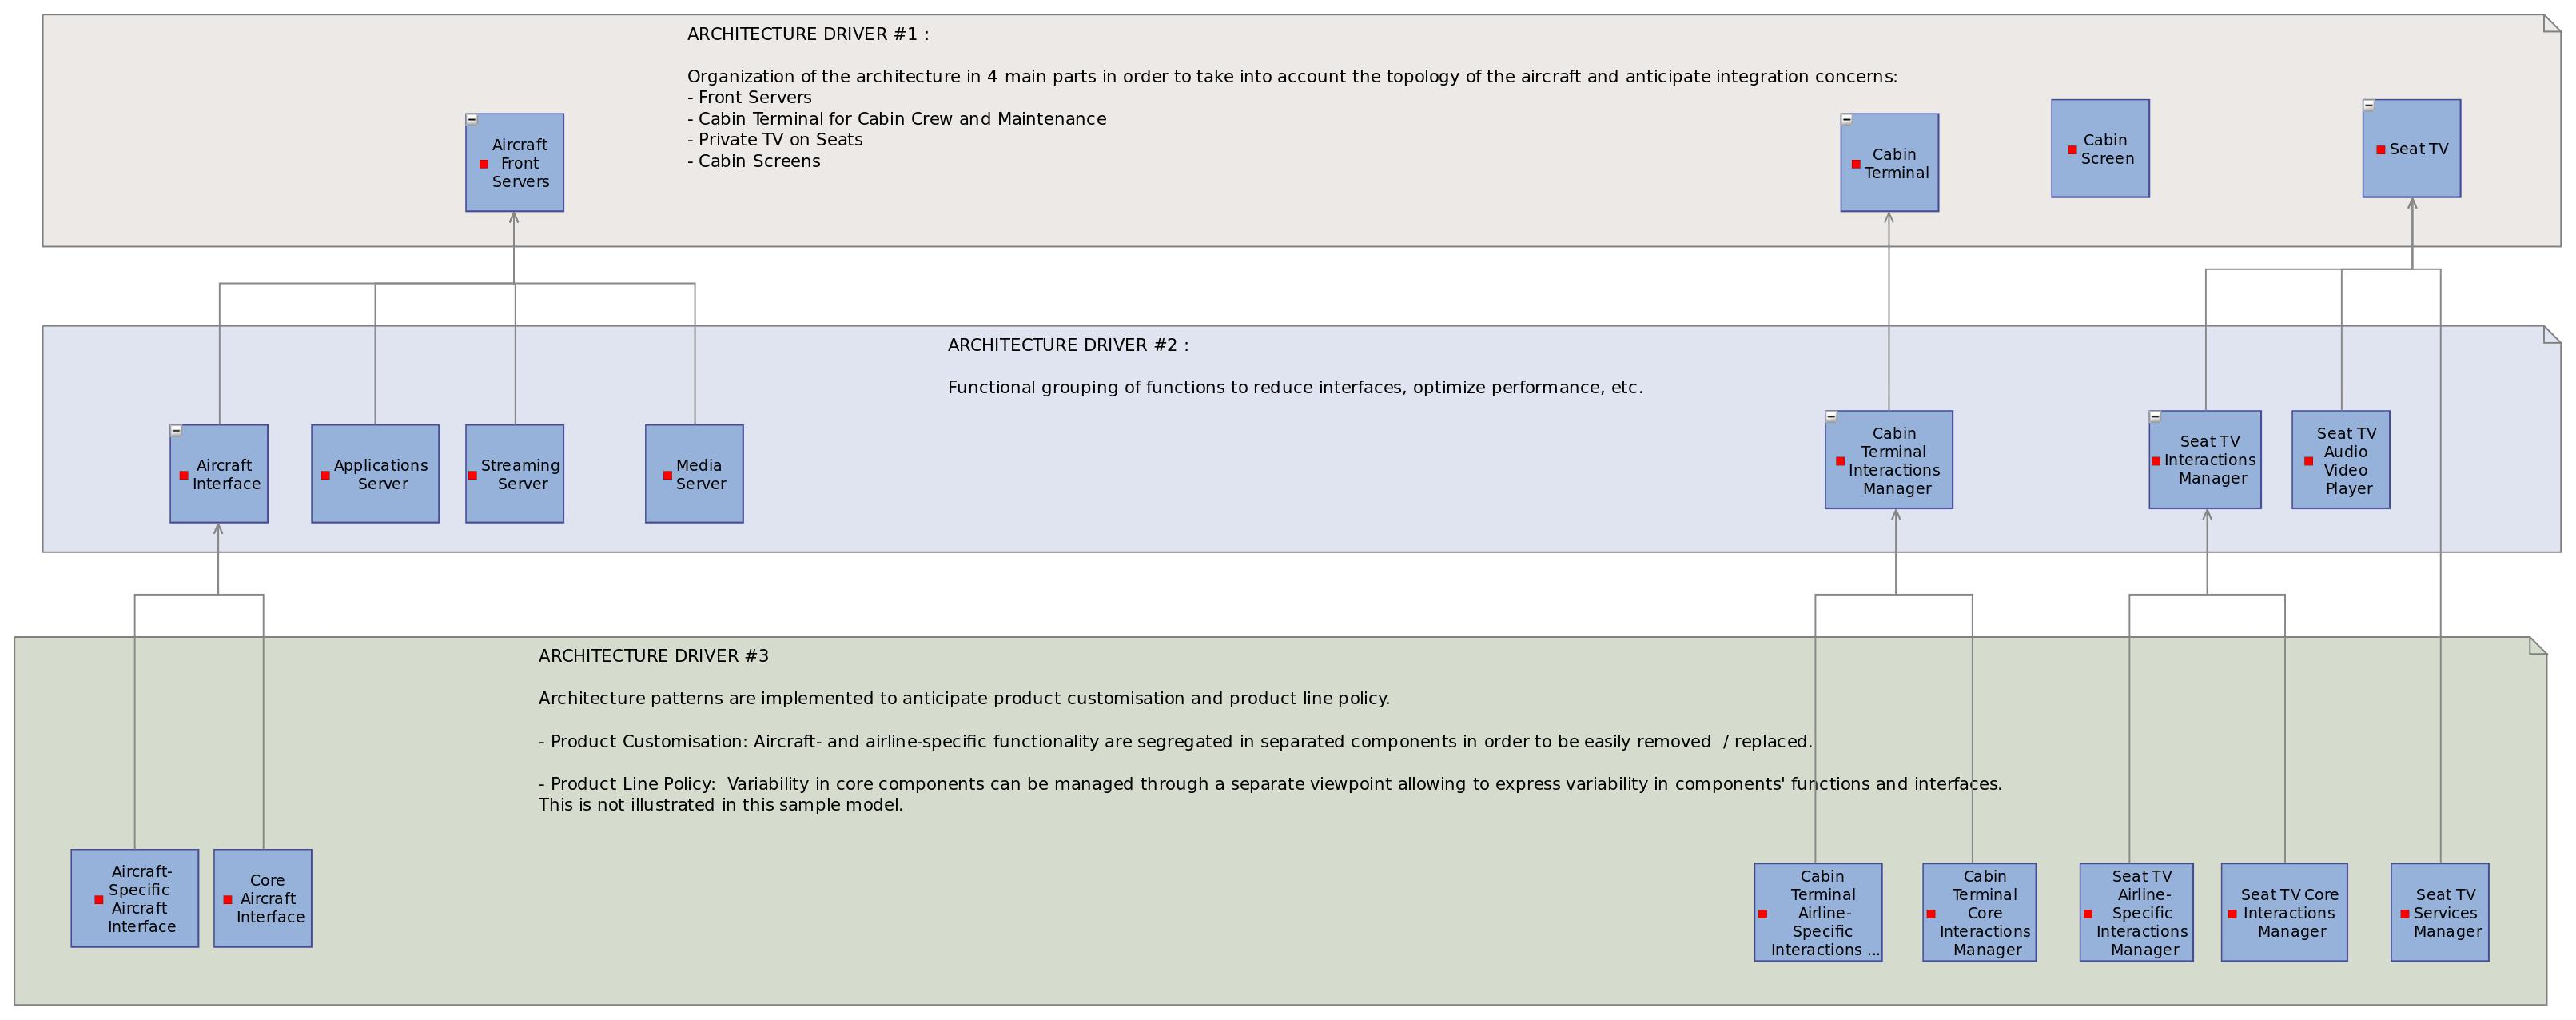 ARCHITECTURE DRIVER #1 :
Organization of the architecture in 4 main parts in order to take into account the topology of the aircraft and anticipate integration concerns:
- Front Servers
- Cabin Terminal for Cabin Crew and Maintenance
- Private TV on Seats
- Cabin Screens
Aircraft
Front
Servers
Cabin
Terminal
Cabin
Screen
Seat TV
ARCHITECTURE DRIVER #2 :
Functional grouping of functions to reduce interfaces, optimize performance, etc.
Aircraft
Interface
Applications
Server
Streaming
Server
Media
Server
Cabin
Terminal
Interactions
Manager
Seat TV
Interactions
Manager
Seat TV
Audio
Video
Player
ARCHITECTURE DRIVER #3
Architecture patterns are implemented to anticipate product customisation and product line policy.
- Product Customisation: Aircraft- and airline-specific functionality are segregated in separated components in order to be easily removed  / replaced.
- Product Line Policy:  Variability in core components can be managed through a separate viewpoint allowing to express variability in components' functions and interfaces.
This is not illustrated in this sample model.
Aircraft-
Specific
Aircraft
Interface
Core
Aircraft
Interface
Cabin
Terminal
Airline-
Specific
Interactions ...
Cabin
Terminal
Core
Interactions
Manager
Seat TV
Airline-
Specific
Interactions
Manager
Seat TV Core
Interactions
Manager
Seat TV
Services
Manager